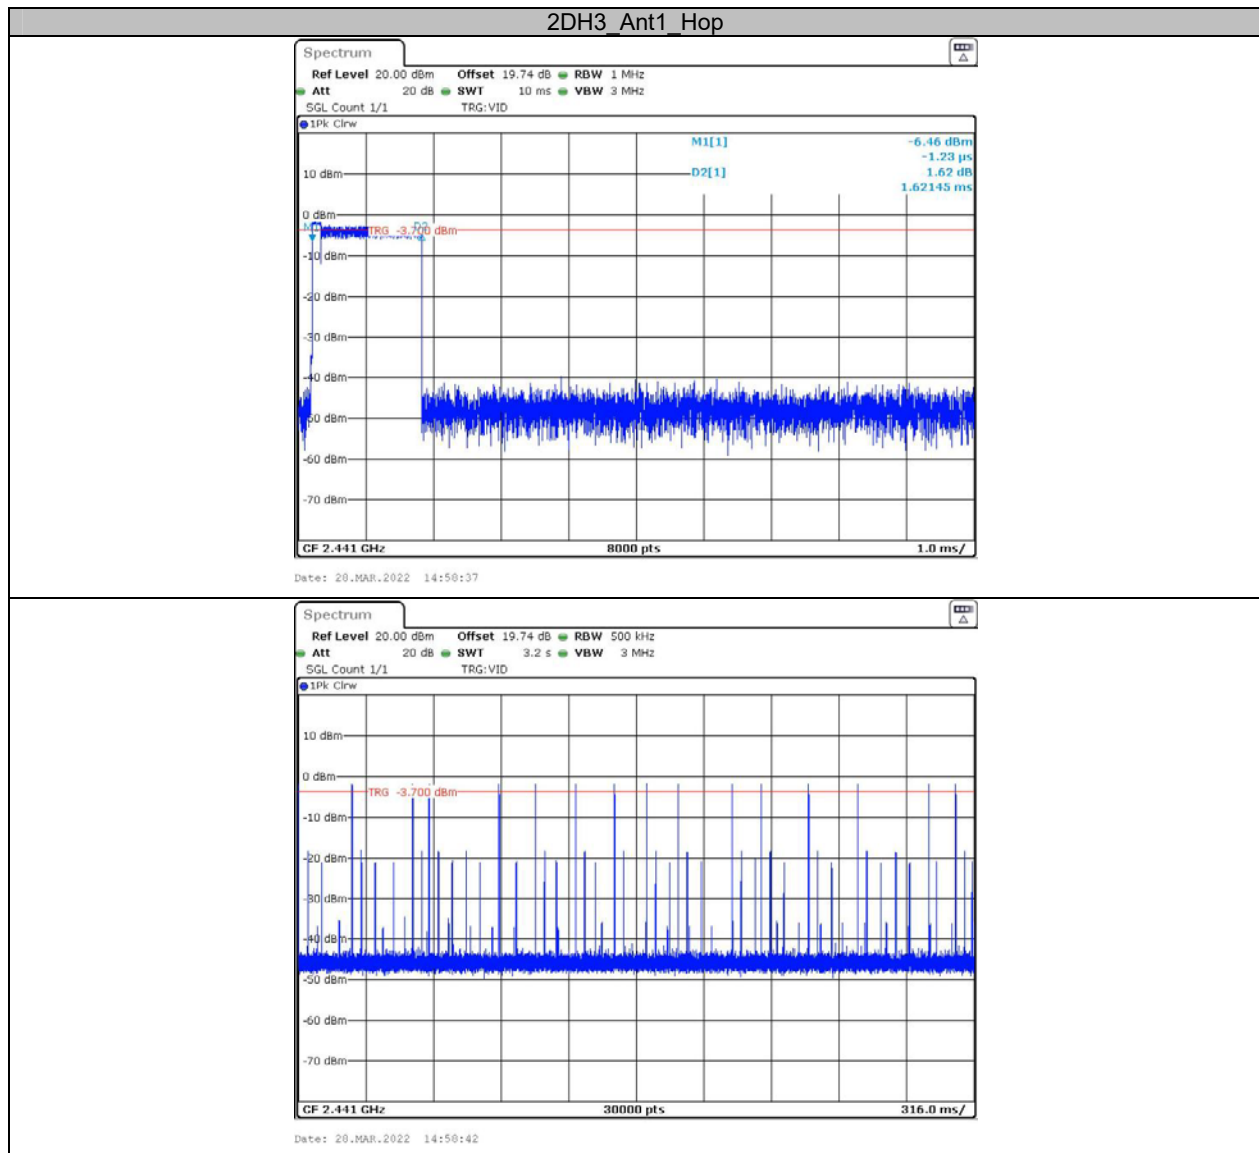 2DH3_Ant1_Hop
Spectrum
Ref Level 20.00 dBm Offset 19.74 dB RBW 1 MHz
Att 20 dB SWT 10 ms VBW 3 MHz
SGL Count 1/1 TRG:VID
1Pk Clrw
M1[1] -6.46 dBm
-1.23 µs
D2[1] 1.62 dB
1.62145 ms
10 dBm
0 dBm
M1 D2
TRG -3.700 dBm
-10 dBm
-20 dBm
-30 dBm
-40 dBm
-50 dBm
-60 dBm
-70 dBm
CF 2.441 GHz 8000 pts 1.0 ms/
Date: 28.MAR.2022 14:50:37
Spectrum
Ref Level 20.00 dBm Offset 19.74 dB RBW 500 kHz
Att 20 dB SWT 3.2 s VBW 3 MHz
SGL Count 1/1 TRG:VID
1Pk Clrw
10 dBm
0 dBm
TRG -3.700 dBm
-10 dBm
-20 dBm
-30 dBm
-40 dBm
-50 dBm
-60 dBm
-70 dBm
CF 2.441 GHz 30000 pts 316.0 ms/
Date: 28.MAR.2022 14:50:42